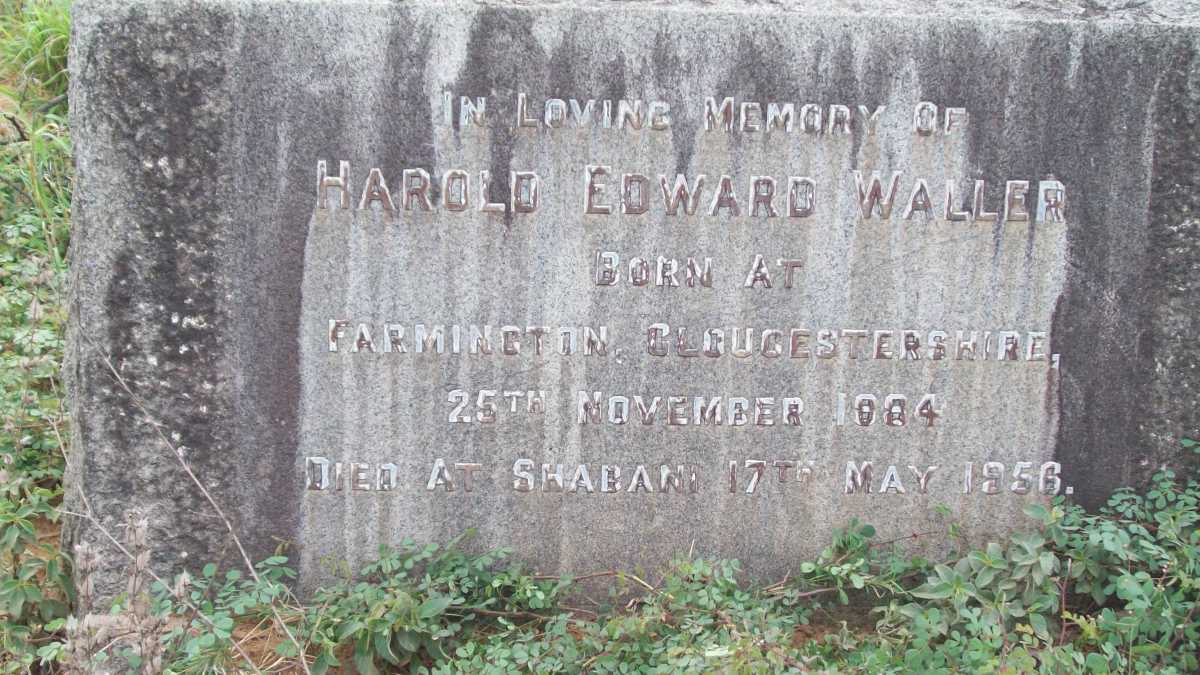 In Loving Memory Of
Harold Edward Waller
Born At
Farmington, Gloucestershire,
25th November 1884
Died At Shabani 17th May 1956.